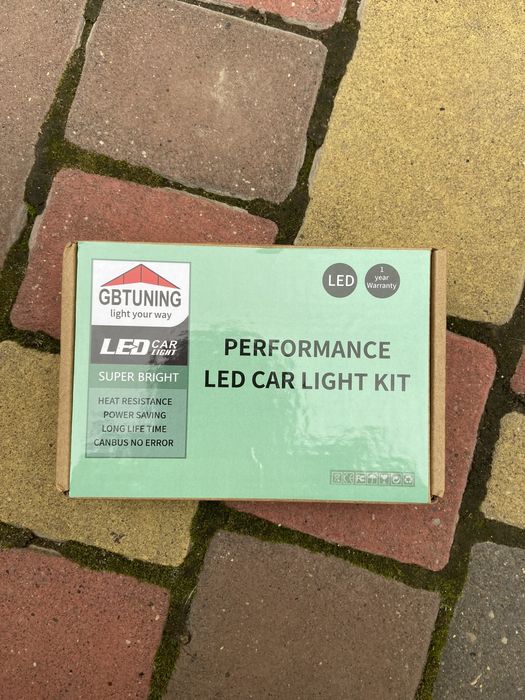 GBTUNING
light your way
LED CAR LIGHT
SUPER BRIGHT
HEAT RESISTANCE
POWER SAVING
LONG LIFE TIME
CANBUS NO ERROR
LED
1
year
Warranty
PERFORMANCE
LED CAR LIGHT KIT
FC